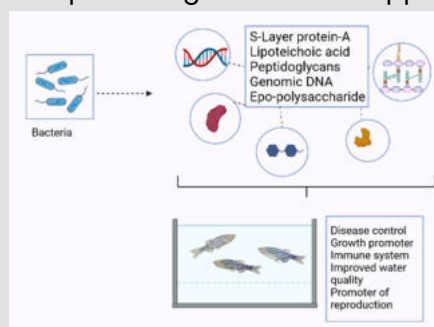 S-Layer protein-A
Lipoteichoic acid
Peptidoglycans
Genomic DNA
Epo-polysaccharide
Bacteria
Disease control
Growth promoter
Immune system
Improved water
quality
Promoter of
reproduction